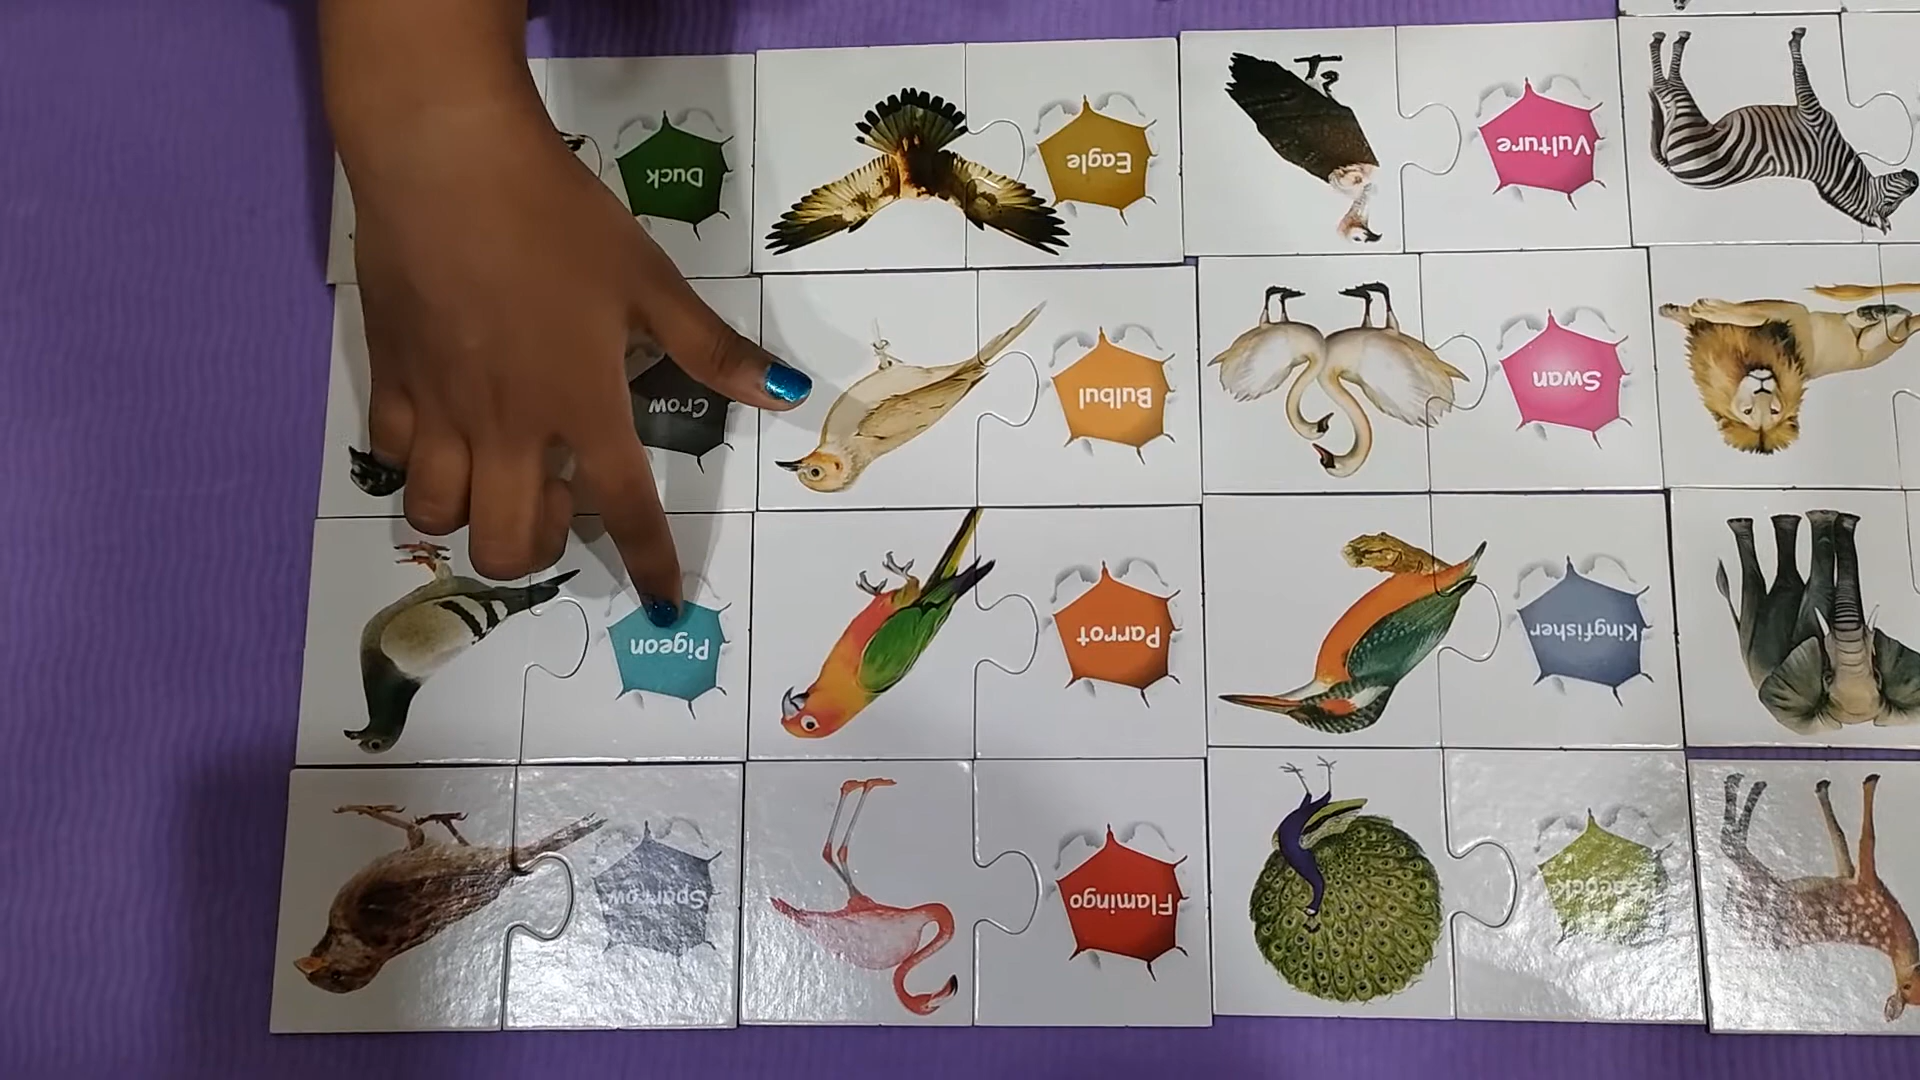 Duck
Eagle
Vulture
Crow
Bulbul
Swan
Pigeon
Parrot
Kingfisher
Sparrow
Flamingo
Peacock